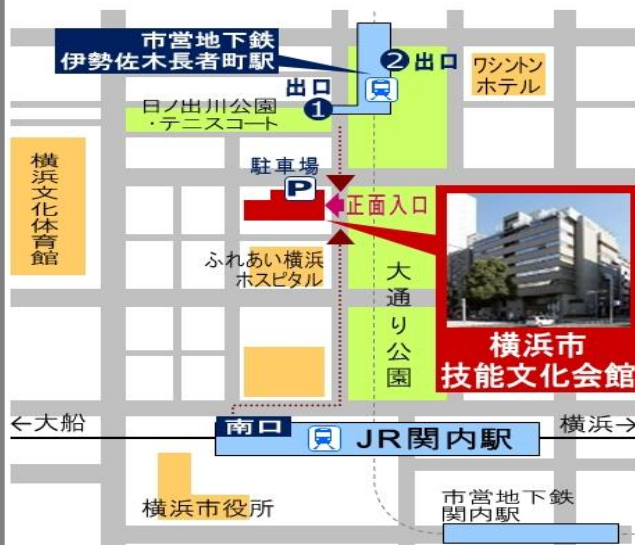 市営地下鉄
伊勢佐木長者町駅
❷出口
ワシントン
ホテル
出口
❶
日ノ出川公園
・テニスコート
横浜文化体育館
駐車場
P
正面入口
ふれあい横浜
ホスピタル
大通り公園
横浜市
技能文化会館
←大船
南口
JR関内駅
横浜→
横浜市役所
市営地下鉄
関内駅